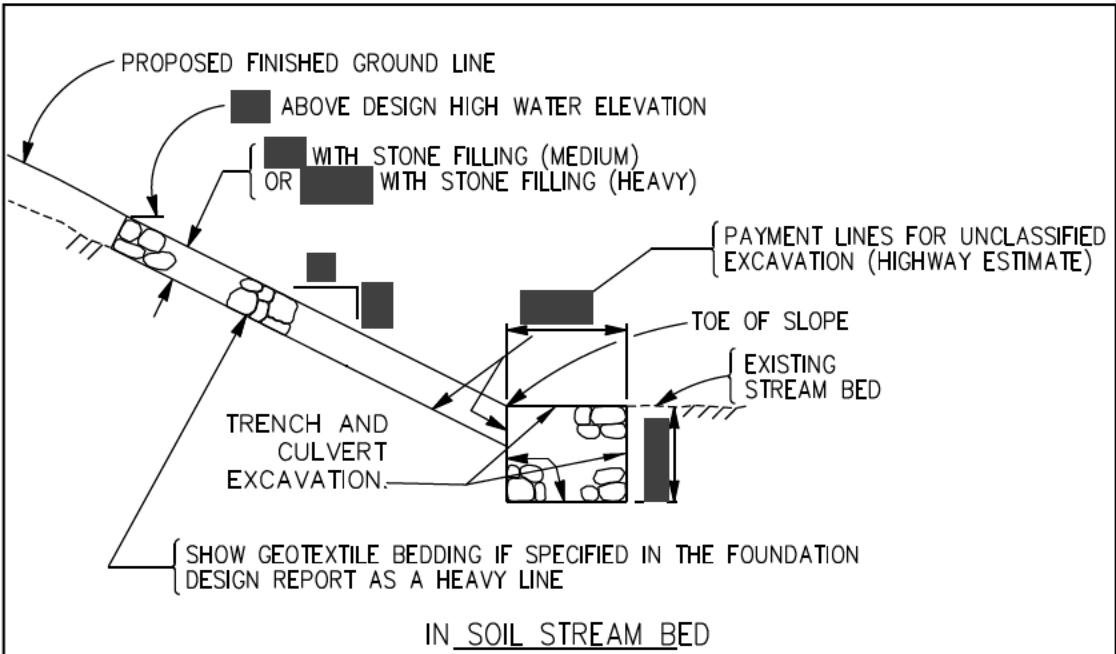 PROPOSED FINISHED GROUND LINE
ABOVE DESIGN HIGH WATER ELEVATION
WITH STONE FILLING (MEDIUM)
OR WITH STONE FILLING (HEAVY)
PAYMENT LINES FOR UNCLASSIFIED
EXCAVATION (HIGHWAY ESTIMATE)
TOE OF SLOPE
EXISTING
STREAM BED
TRENCH AND
CULVERT
EXCAVATION.
SHOW GEOTEXTILE BEDDING IF SPECIFIED IN THE FOUNDATION
DESIGN REPORT AS A HEAVY LINE
IN SOIL STREAM BED